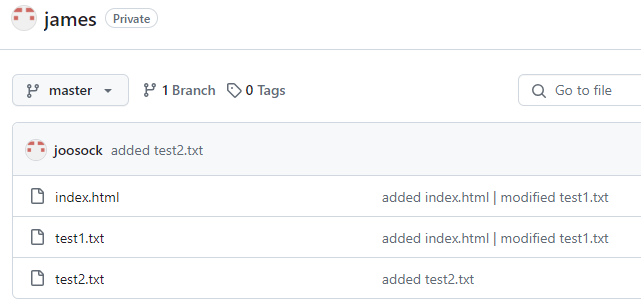 james Private
master 1 Branch 0 Tags Go to file
joosock added test2.txt
index.html added index.html | modified test1.txt
test1.txt added index.html | modified test1.txt
test2.txt added test2.txt